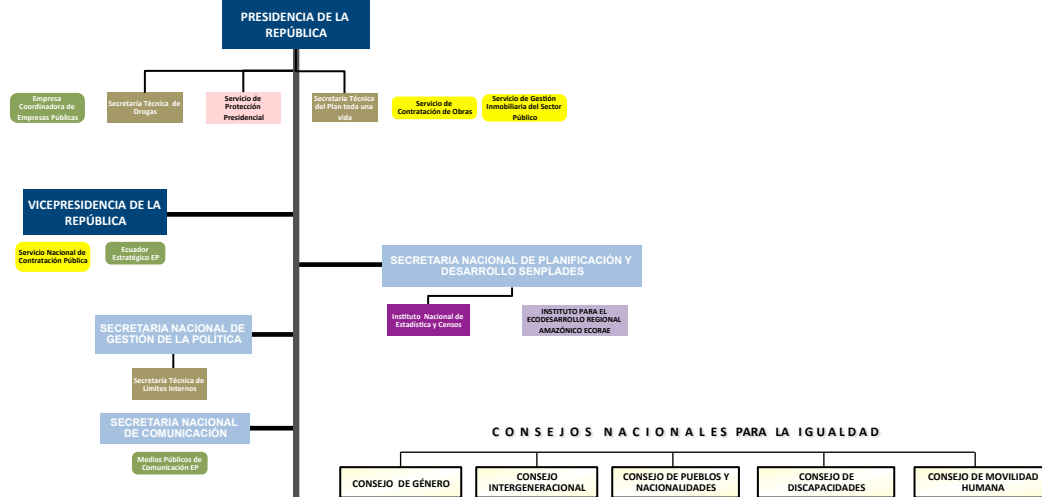 PRESIDENCIA DE LA
REPÚBLICA
Empresa
Coordinadora de
Empresas Públicas
Secretaría Técnica de
Drogas
Servicio de
Protección
Presidencial
Secretaría Técnica
del Plan toda una
vida
Servicio de
Contratación de Obras
Servicio de Gestión
Inmobiliaria del Sector
Público
VICEPRESIDENCIA DE LA
REPÚBLICA
Servicio Nacional de
Contratación Pública
Ecuador
Estratégico EP
SECRETARIA NACIONAL DE PLANIFICACIÓN Y
DESARROLLO SENPLADES
Instituto Nacional de
Estadística y Censos
INSTITUTO PARA EL
ECODESARROLLO REGIONAL
AMAZÓNICO ECORAE
SECRETARIA NACIONAL DE
GESTIÓN DE LA POLÍTICA
Secretaría Técnica de
Límites Internos
SECRETARIA NACIONAL
DE COMUNICACIÓN
Medios Públicos de
Comunicación EP
CONSEJOS NACIONALES PARA LA IGUALDAD
CONSEJO DE GÉNERO
CONSEJO
INTERGENERACIONAL
CONSEJO DE PUEBLOS Y
NACIONALIDADES
CONSEJO DE
DISCAPACIDADES
CONSEJO DE MOVILIDAD
HUMANA